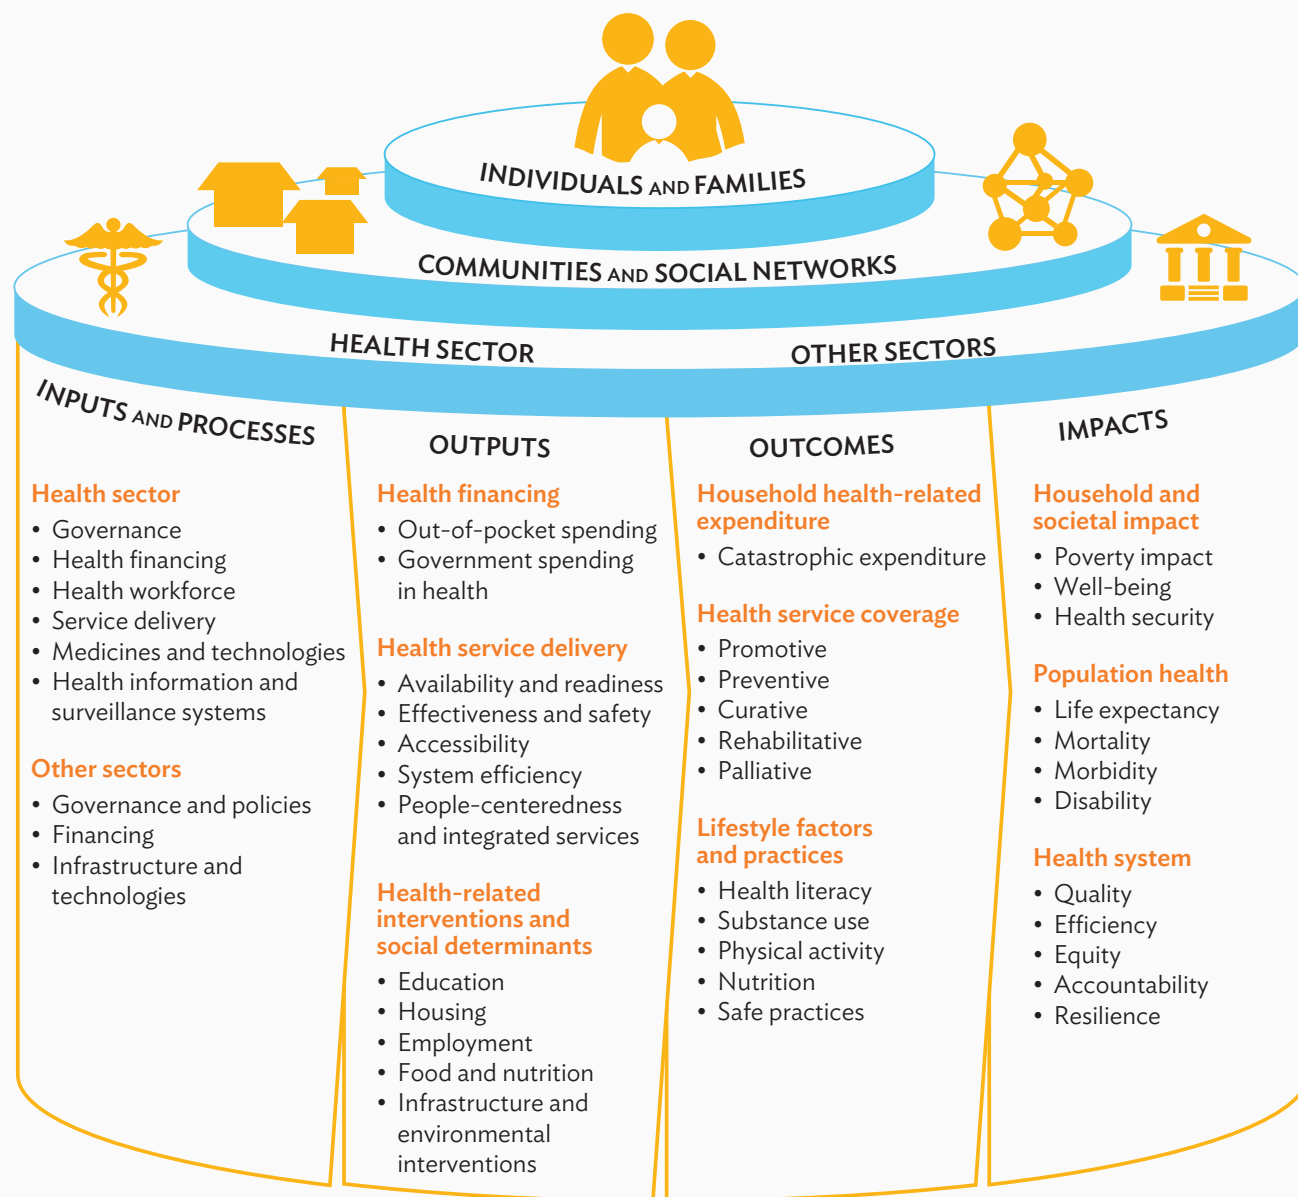 INDIVIDUALS AND FAMILIES
COMMUNITIES AND SOCIAL NETWORKS
HEALTH SECTOR
OTHER SECTORS
INPUTS AND PROCESSES
Health sector
• Governance
• Health financing
• Health workforce
• Service delivery
• Medicines and technologies
• Health information and
surveillance systems
Other sectors
• Governance and policies
• Financing
• Infrastructure and
technologies
OUTPUTS
Health financing
• Out-of-pocket spending
• Government spending
in health
Health service delivery
• Availability and readiness
• Effectiveness and safety
• Accessibility
• System efficiency
• People-centeredness
and integrated services
Health-related
interventions and
social determinants
• Education
• Housing
• Employment
• Food and nutrition
• Infrastructure and
environmental
interventions
OUTCOMES
Household health-related
expenditure
• Catastrophic expenditure
Health service coverage
• Promotive
• Preventive
• Curative
• Rehabilitative
• Palliative
Lifestyle factors
and practices
• Health literacy
• Substance use
• Physical activity
• Nutrition
• Safe practices
IMPACTS
Household and
societal impact
• Poverty impact
• Well-being
• Health security
Population health
• Life expectancy
• Mortality
• Morbidity
• Disability
Health system
• Quality
• Efficiency
• Equity
• Accountability
• Resilience